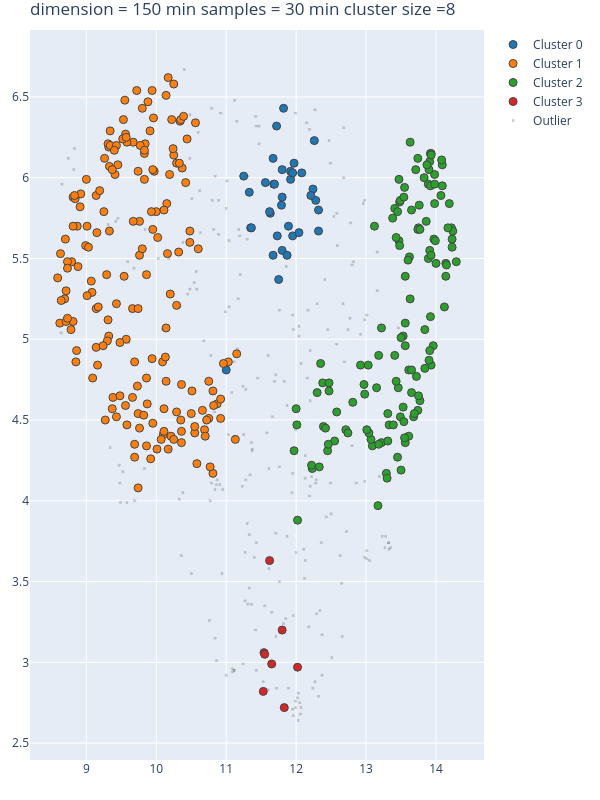 dimension = 150 min samples = 30 min cluster size =8
Cluster 0
Cluster 1
Cluster 2
Cluster 3
Outlier
6.5
6
5.5
5
4.5
4
3.5
3
2.5
9 10 11 12 13 14